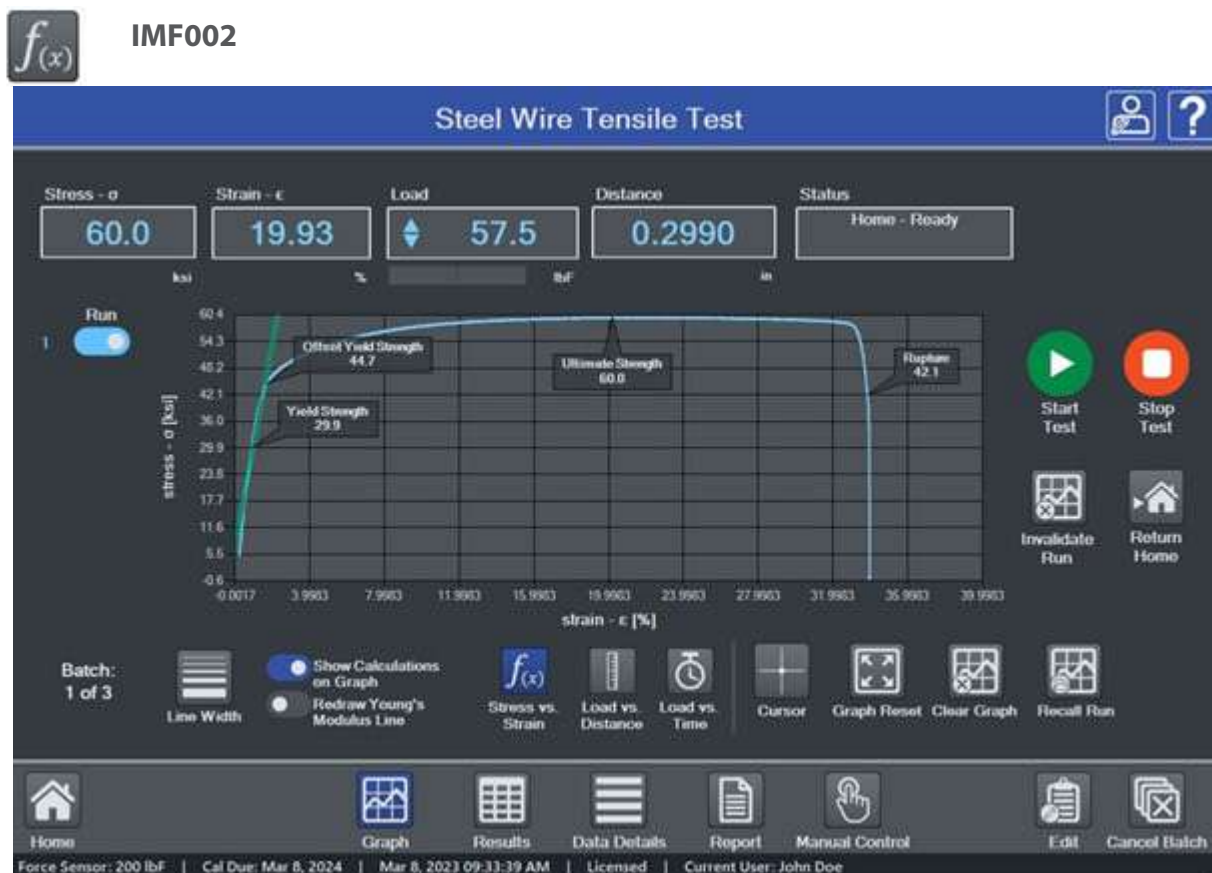 f(x)
IMF002
Steel Wire Tensile Test
?
Stress - σ
Strain - ε
Load
Distance
Status
60.0
19.93
57.5
0.2990
Home - Ready
ksi
%
lbF
in
Run
1
60.4
54.3
48.2
42.1
36.0
29.9
23.8
17.7
11.6
5.5
-0.6
stress - σ [ksi]
Offset Yield Strength
44.7
Yield Strength
29.9
Ultimate Strength
60.0
Rupture
42.1
-0.0017
3.9983
7.9983
11.9983
15.9983
19.9983
23.9983
27.9983
31.9983
35.9983
39.9983
strain - ε [%]
Start
Test
Stop
Test
Invalidate
Run
Return
Home
Batch:
1 of 3
Line Width
Show Calculations
on Graph
Redraw Young's
Modulus Line
f(x)
Stress vs.
Strain
Load vs.
Distance
Load vs.
Time
Cursor
Graph Reset
Clear Graph
Recall Run
Home
Graph
Results
Data Details
Report
Manual Control
Edit
Cancel Batch
Force Sensor: 200 lbF | Cal Due: Mar 8, 2024 | Mar 8, 2023 09:33:39 AM | Licensed | Current User: John Doe